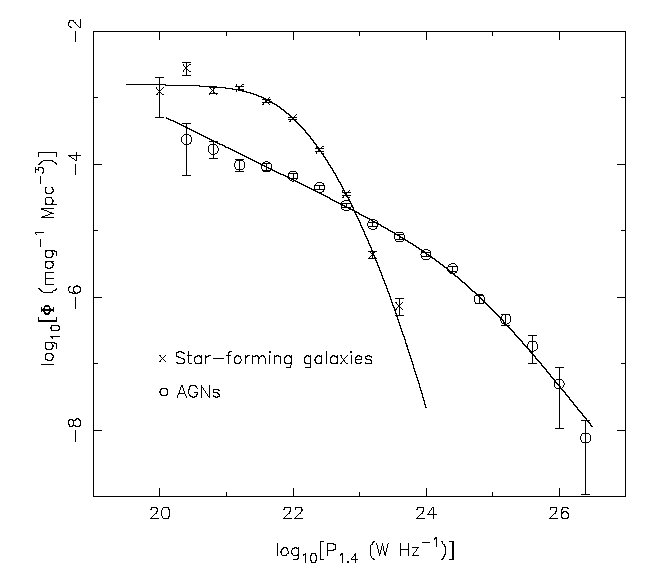 −2
−4
−6
−8
log10[Φ (mag−1 Mpc−3)]
× Star−forming galaxies
○ AGNs
20 22 24 26
log10[P1.4 (W Hz−1)]